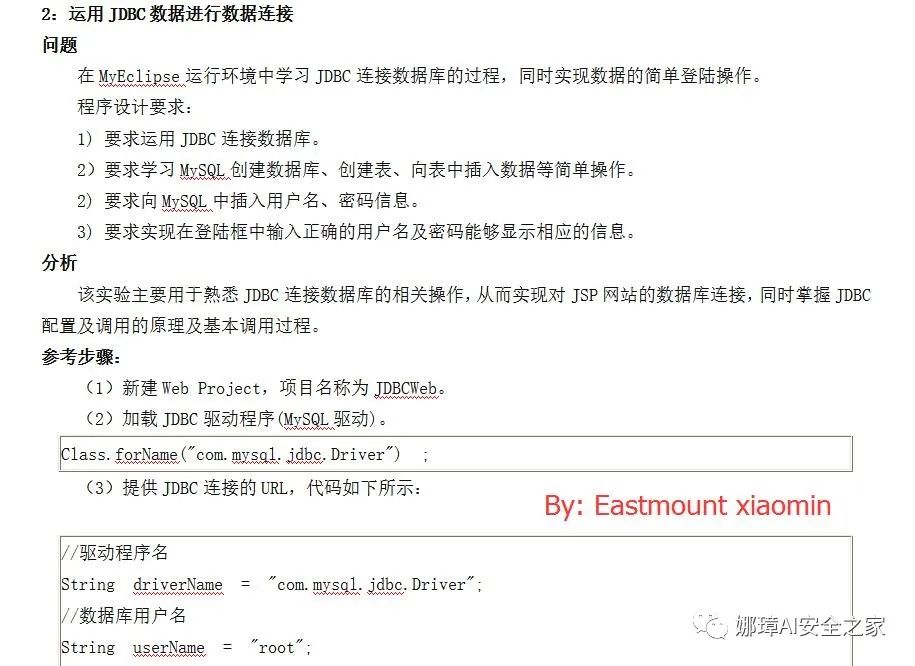 2：运用 JDBC 数据进行数据连接
问题
在 MyEclipse 运行环境中学习 JDBC 连接数据库的过程，同时实现数据的简单登陆操作。
程序设计要求：
1) 要求运用 JDBC 连接数据库。
2）要求学习 MySQL 创建数据库、创建表、向表中插入数据等简单操作。
2) 要求向 MySQL 中插入用户名、密码信息。
3) 要求实现在登陆框中输入正确的用户名及密码能够显示相应的信息。
分析
该实验主要用于熟悉 JDBC 连接数据库的相关操作，从而实现对 JSP 网站的数据库连接，同时掌握 JDBC
配置及调用的原理及基本调用过程。
参考步骤：
（1）新建 Web Project，项目名称为 JDBCWeb。
（2）加载 JDBC 驱动程序(MySQL 驱动)。
Class.forName("com.mysql.jdbc.Driver") ;
（3）提供 JDBC 连接的 URL，代码如下所示：
By: Eastmount xiaomin
//驱动程序名
String driverName = "com.mysql.jdbc.Driver";
//数据库用户名
String userName = "root";
娜璋AI安全之家